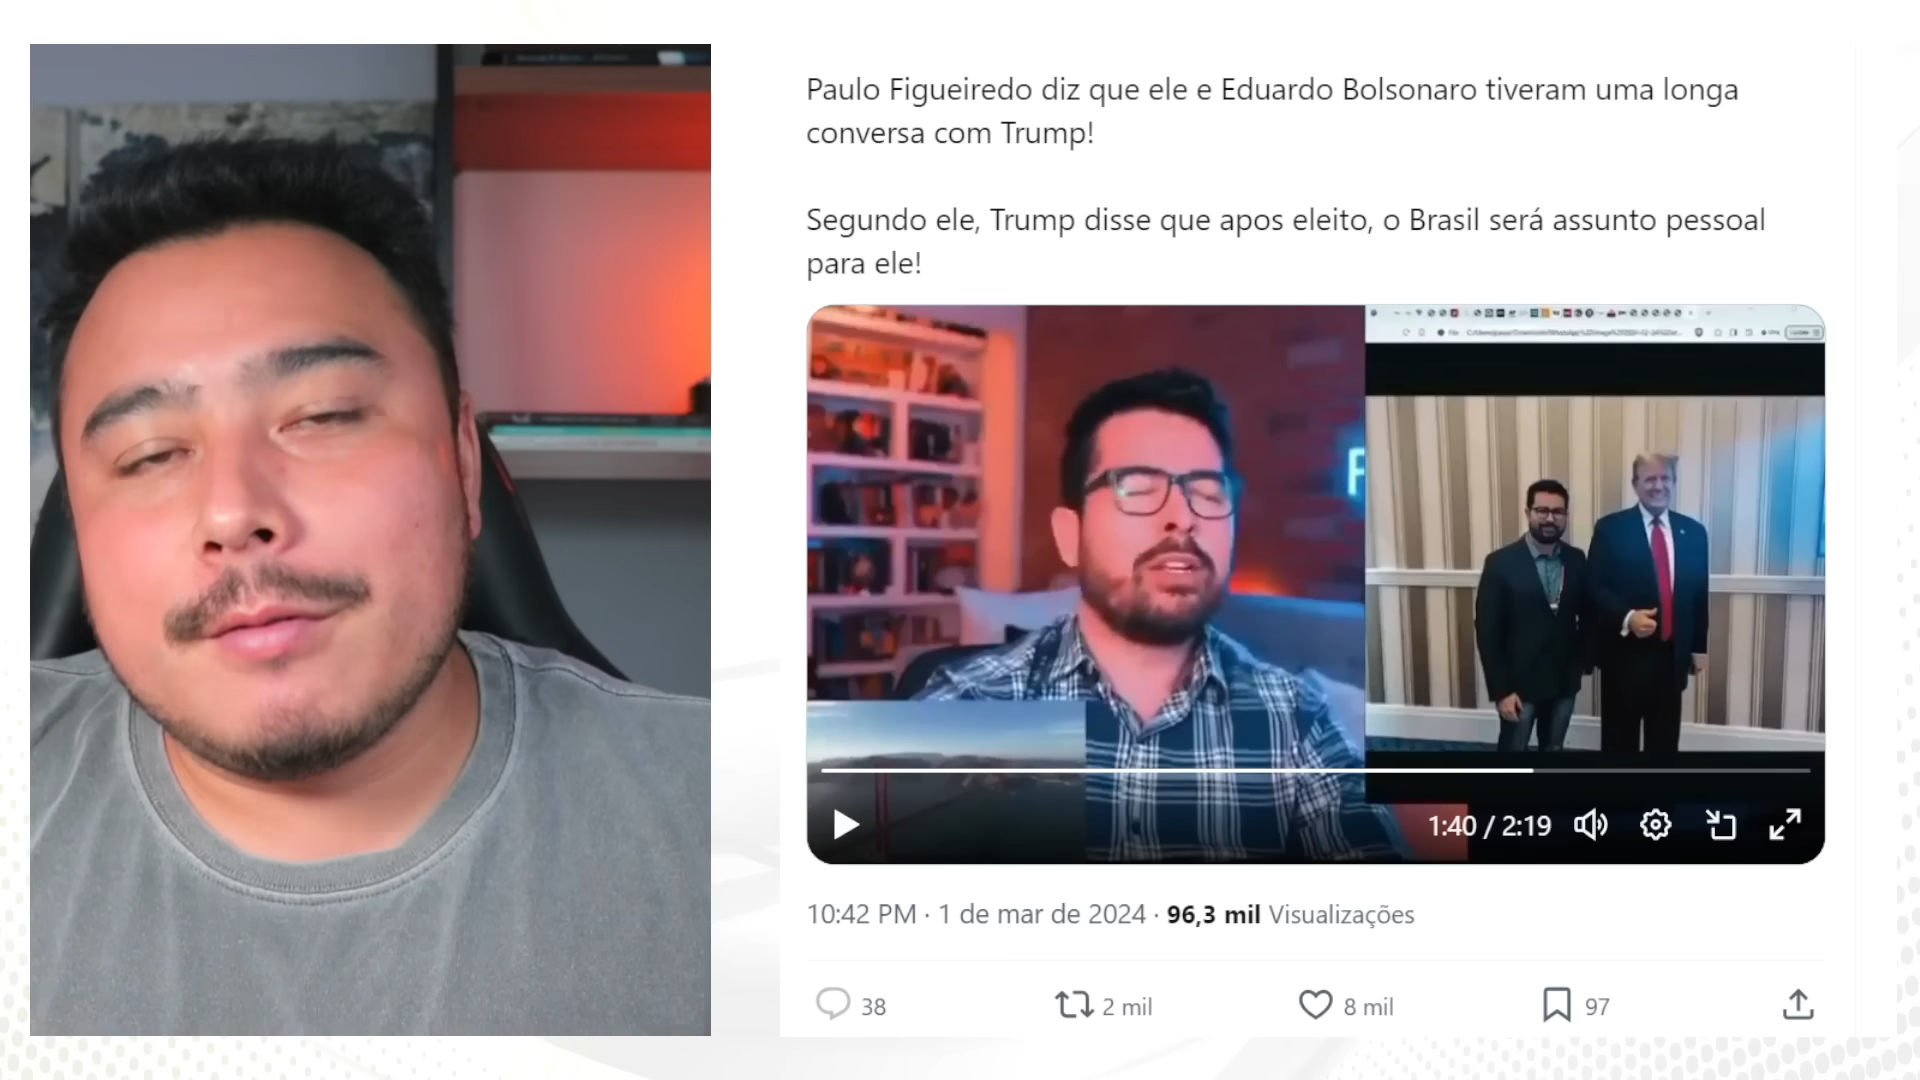 Paulo Figueiredo diz que ele e Eduardo Bolsonaro tiveram uma longa
conversa com Trump!
Segundo ele, Trump disse que apos eleito, o Brasil será assunto pessoal
para ele!
1:40 / 2:19
10:42 PM · 1 de mar de 2024 · 96,3 mil Visualizações
38 2 mil 8 mil 97